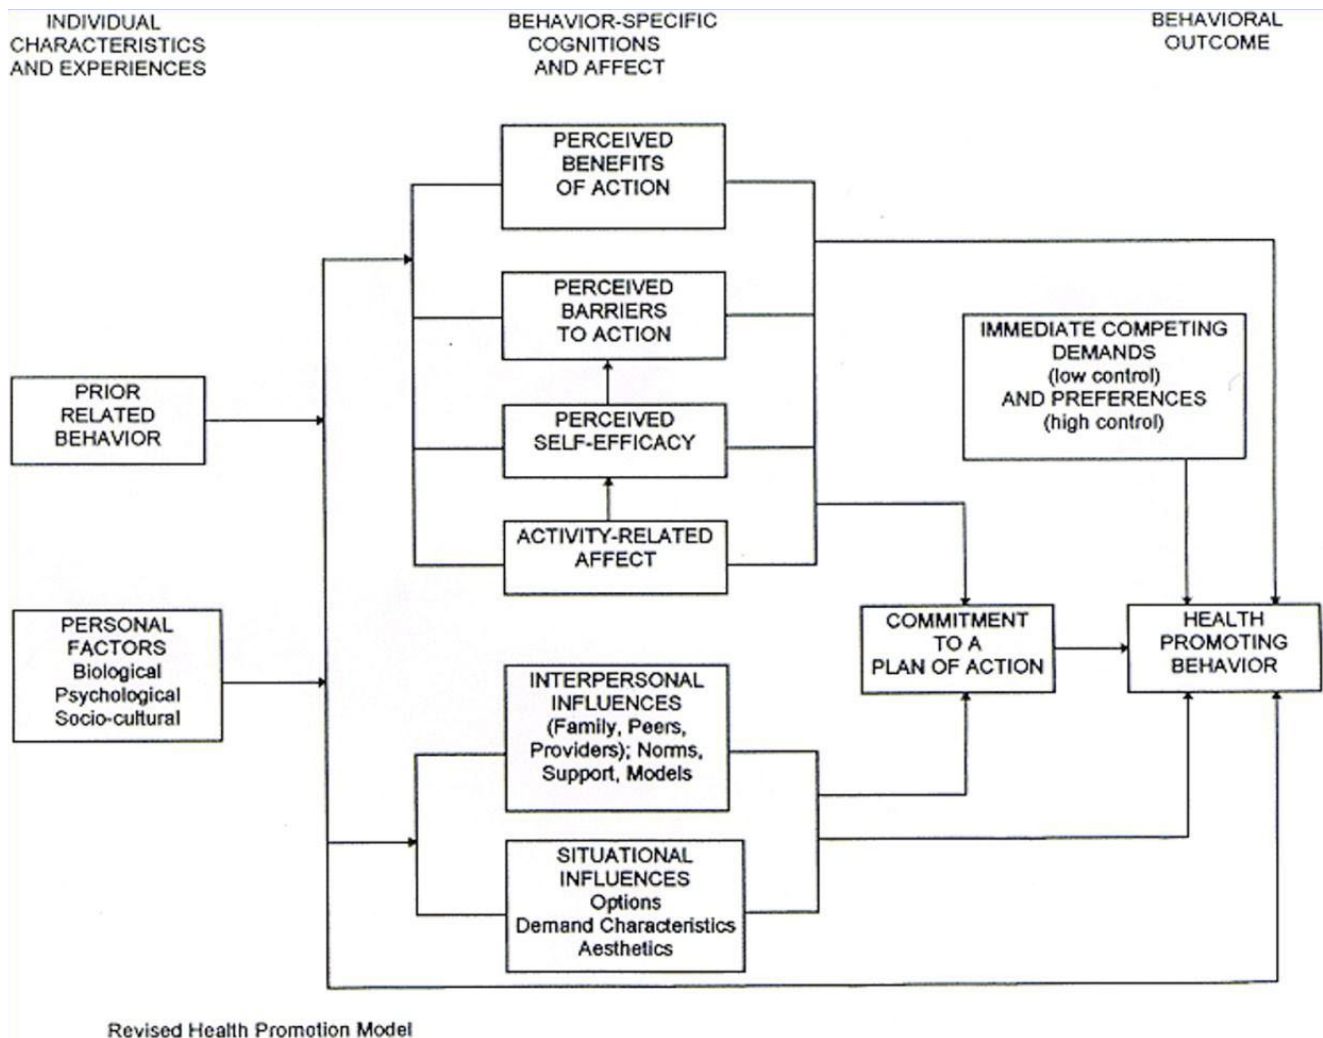 INDIVIDUAL
CHARACTERISTICS
AND EXPERIENCES
BEHAVIOR-SPECIFIC
COGNITIONS
AND AFFECT
BEHAVIORAL
OUTCOME
PERCEIVED
BENEFITS
OF ACTION
PERCEIVED
BARRIERS
TO ACTION
IMMEDIATE COMPETING
DEMANDS
(low control)
AND PREFERENCES
(high control)
PRIOR
RELATED
BEHAVIOR
PERCEIVED
SELF-EFFICACY
ACTIVITY-RELATED
AFFECT
PERSONAL
FACTORS
Biological
Psychological
Socio-cultural
COMMITMENT
TO A
PLAN OF ACTION
HEALTH
PROMOTING
BEHAVIOR
INTERPERSONAL
INFLUENCES
(Family, Peers,
Providers); Norms,
Support, Models
SITUATIONAL
INFLUENCES
Options
Demand Characteristics
Aesthetics
Revised Health Promotion Model